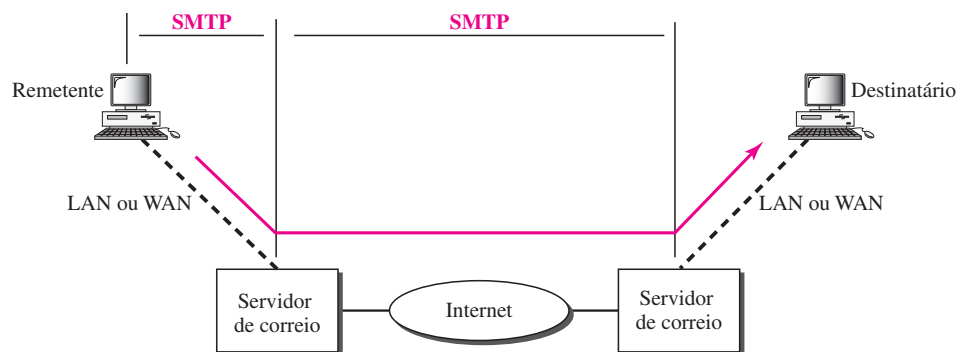 SMTP
SMTP
Remetente
Destinatário
LAN ou WAN
LAN ou WAN
Servidor
de correio
Internet
Servidor
de correio